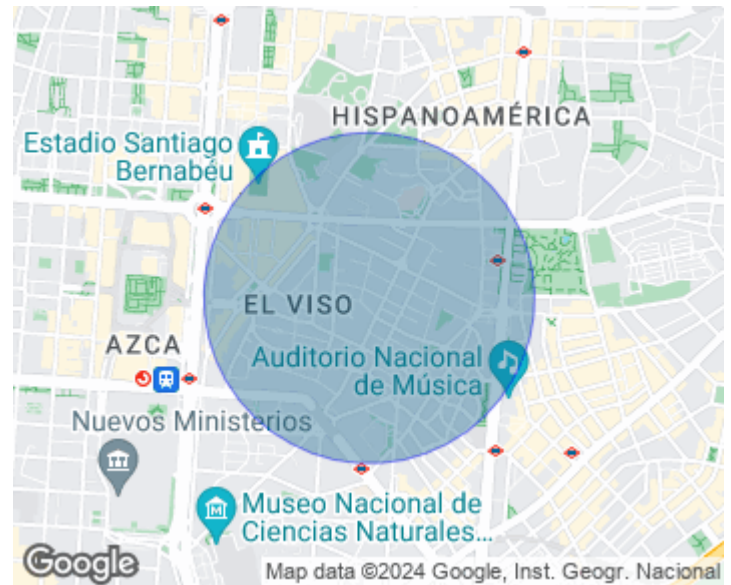 HISPANOAMÉRICA
Estadio Santiago
Bernabéu
EL VISO
AZCA
Auditorio Nacional
de Música
Nuevos Ministerios
Museo Nacional de
Ciencias Naturales...
Google
Map data ©2024 Google, Inst. Geogr. Nacional